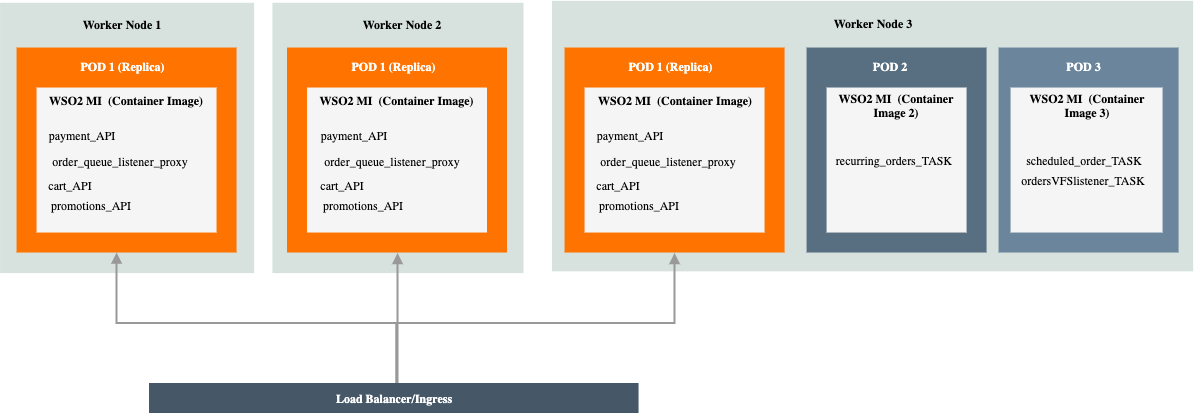 Worker Node 1
POD 1 (Replica)
WSO2 MI (Container Image)
payment_API
order_queue_listener_proxy
cart_API
promotions_API
Worker Node 2
POD 1 (Replica)
WSO2 MI (Container Image)
payment_API
order_queue_listener_proxy
cart_API
promotions_API
Worker Node 3
POD 1 (Replica)
WSO2 MI (Container Image)
payment_API
order_queue_listener_proxy
cart_API
promotions_API
POD 2
WSO2 MI (Container
Image 2)
recurring_orders_TASK
POD 3
WSO2 MI (Container
Image 3)
scheduled_order_TASK
ordersVFSlistener_TASK
Load Balancer/Ingress